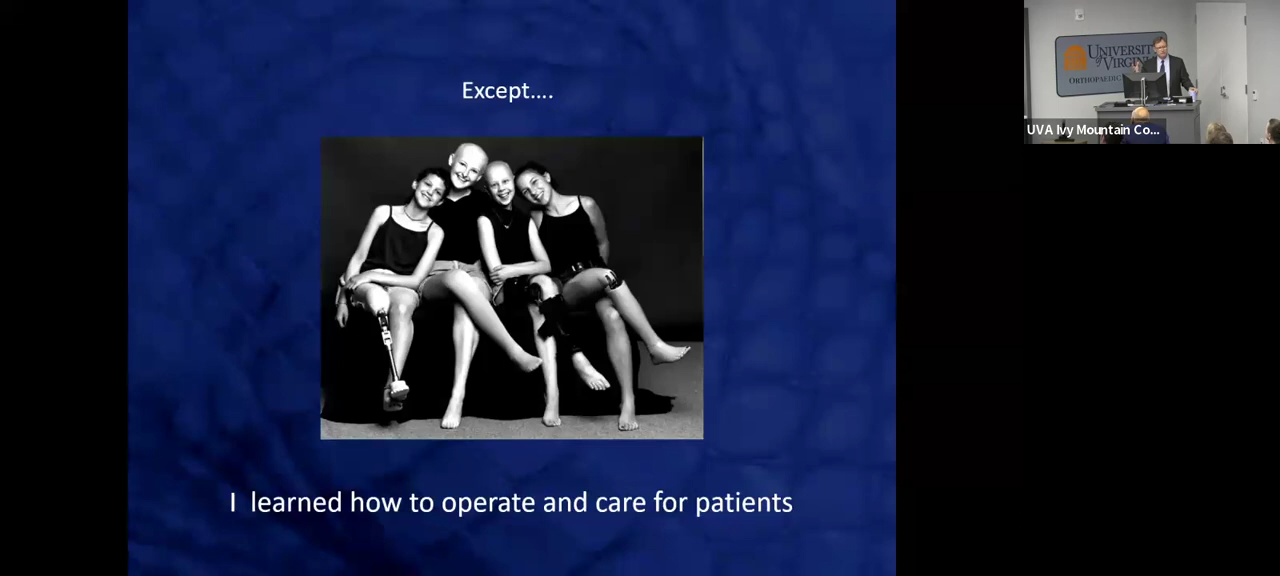 Except....
I learned how to operate and care for patients
UNIVERSITY
of VIRGINIA
ORTHOPAEDIC
UVA Ivy Mountain Co...